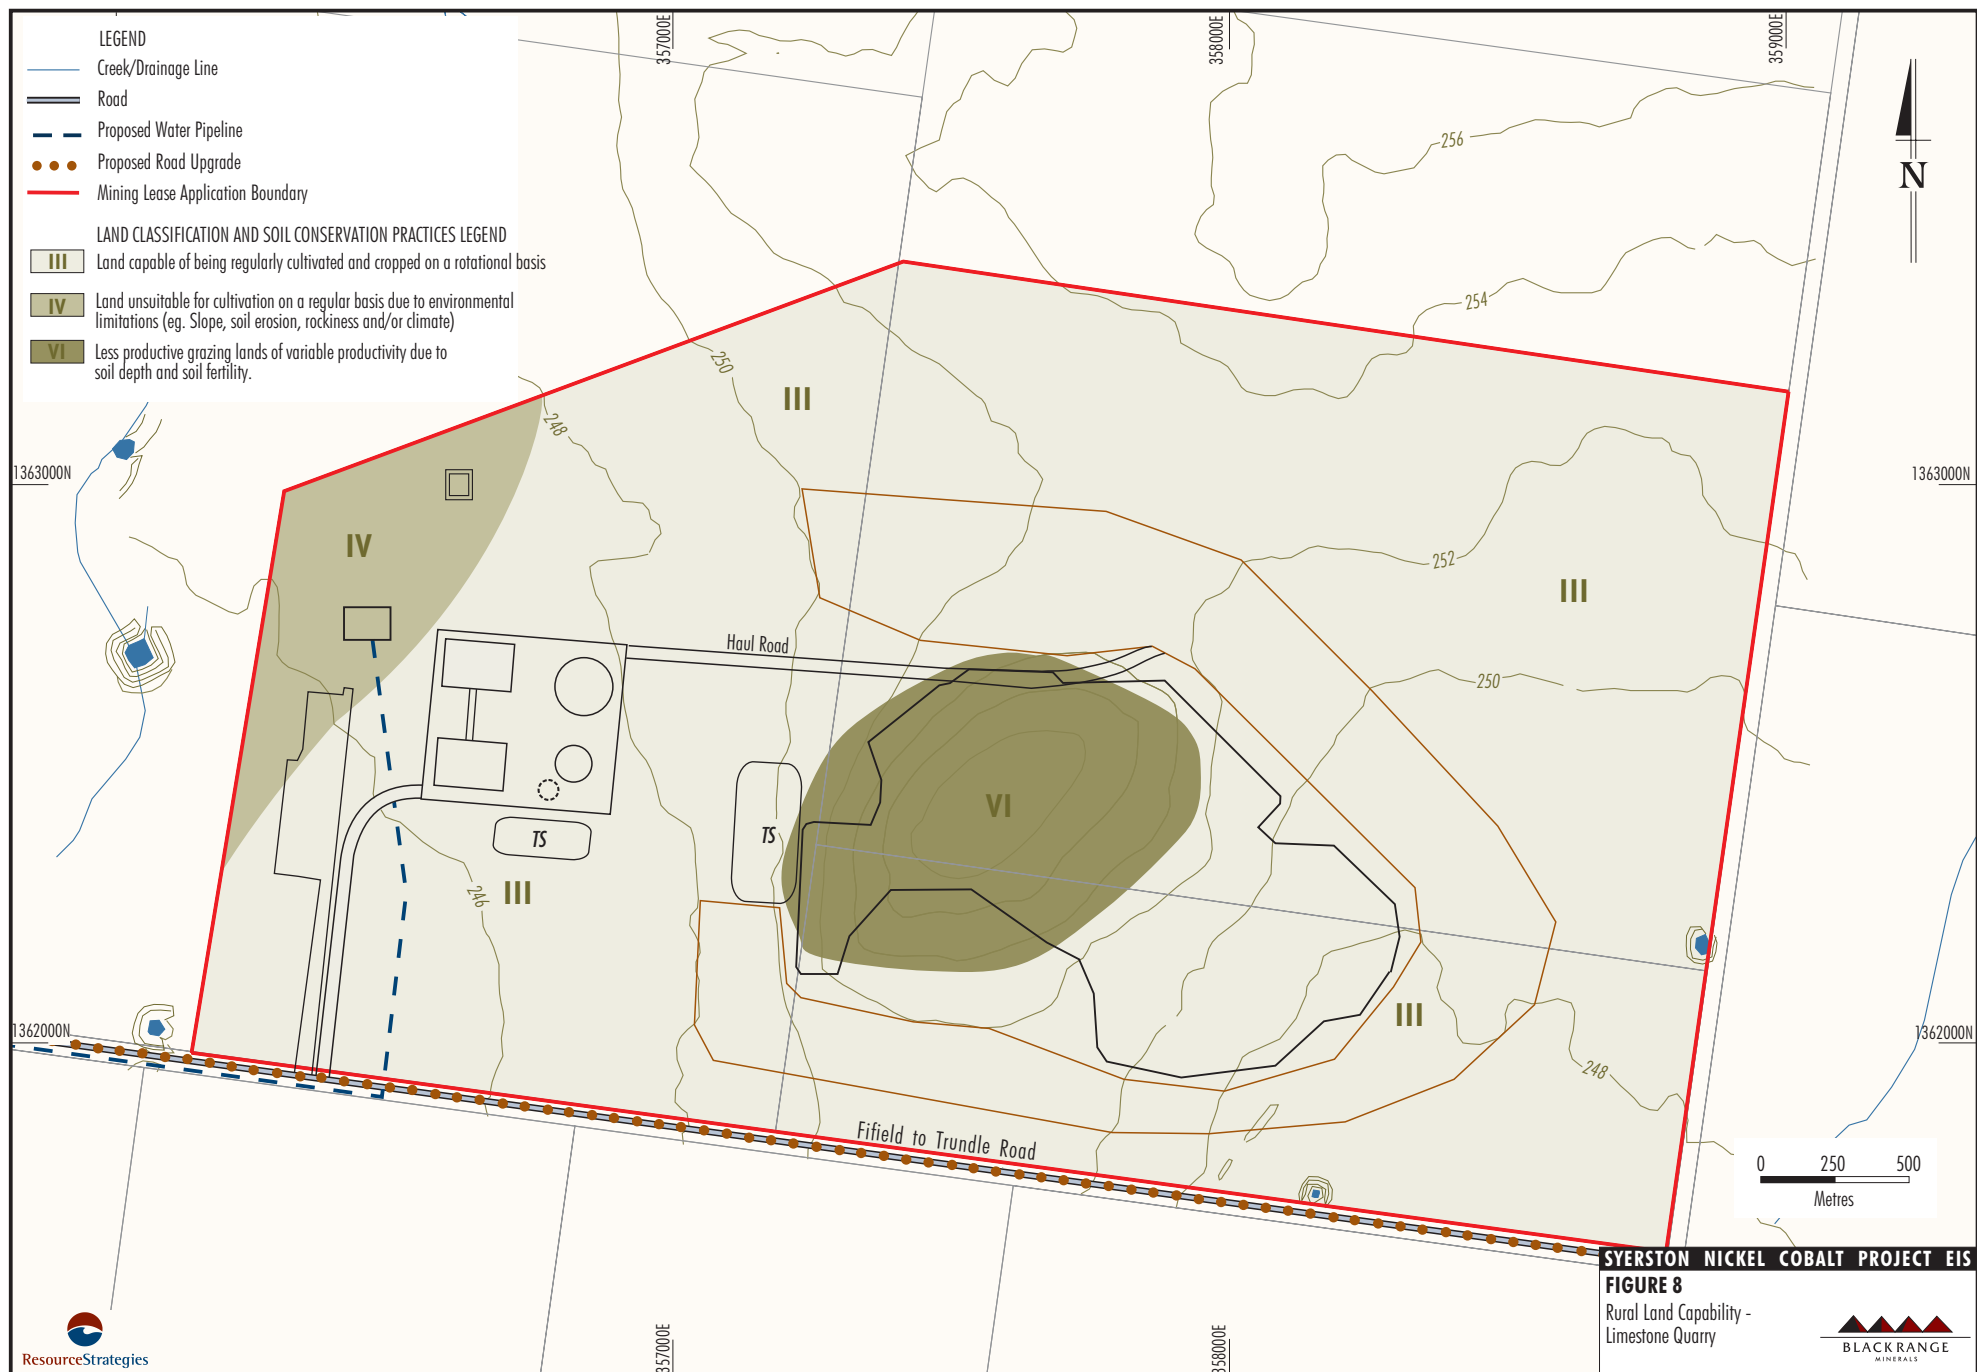 LEGEND
Creek/Drainage Line
Road
Proposed Water Pipeline
Proposed Road Upgrade
Mining Lease Application Boundary
LAND CLASSIFICATION AND SOIL CONSERVATION PRACTICES LEGEND
III Land capable of being regularly cultivated and cropped on a rotational basis
IV Land unsuitable for cultivation on a regular basis due to environmental
limitations (eg. Slope, soil erosion, rockiness and/or climate)
VI Less productive grazing lands of variable productivity due to
soil depth and soil fertility.
357000E
358000E
359000E
N
256
254
250
III
248
1363000N
1363000N
IV
252
III
Haul Road
250
VI
TS
TS
246
III
III
1362000N
1362000N
248
Fifield to Trundle Road
0 250 500
Metres
357000E
358000E
SYERSTON NICKEL COBALT PROJECT EIS
FIGURE 8
Rural Land Capability -
Limestone Quarry
BLACK RANGE
MINERALS
ResourceStrategies